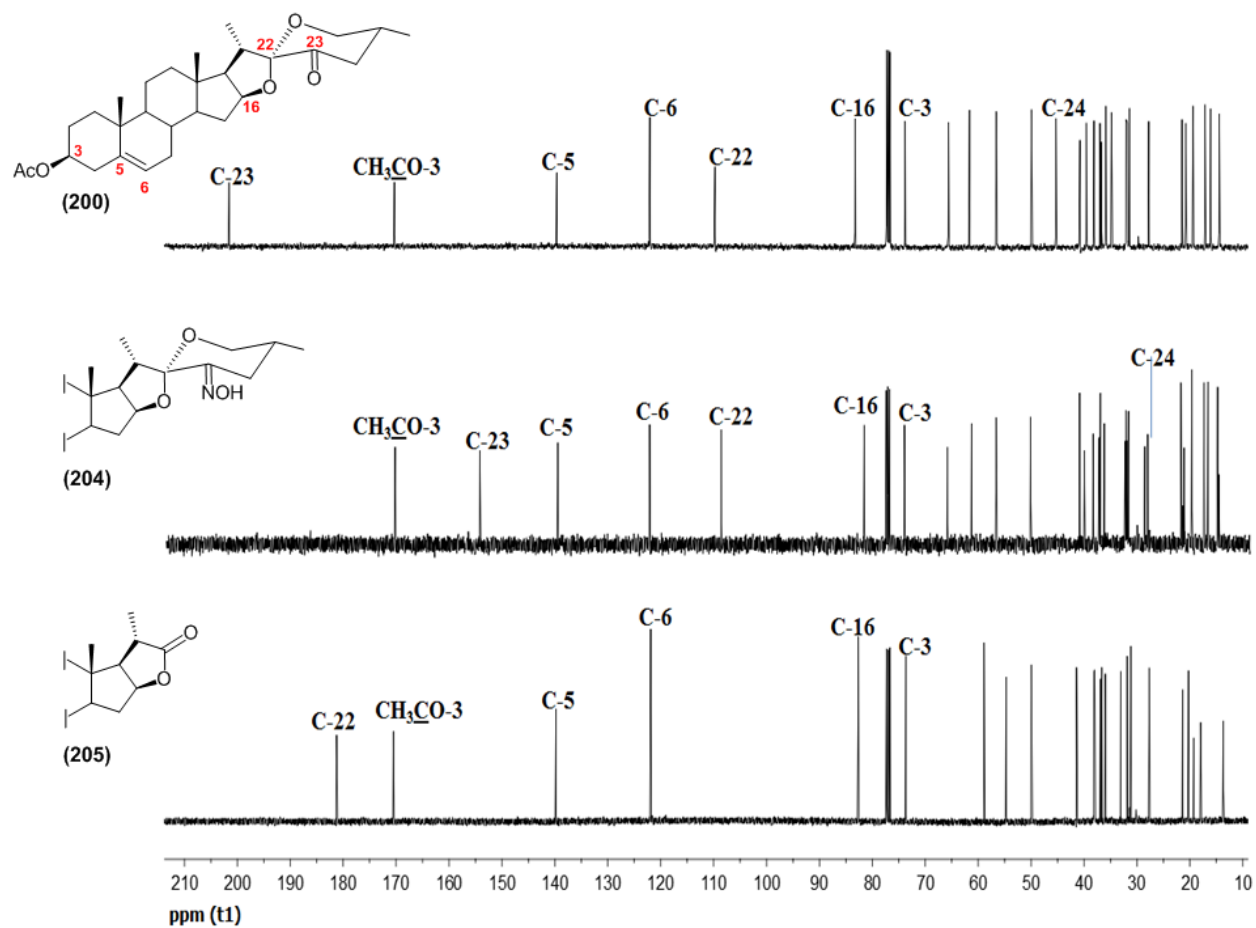 O
22
23
O
O
16
3
5
6
AcO
(200)
C-23
CH₃CO-3
C-5
C-6
C-22
C-16
C-3
C-24
O
O
NOH
(204)
CH₃CO-3
C-23
C-5
C-6
C-22
C-16
C-3
C-24
O
O
(205)
C-22
CH₃CO-3
C-5
C-6
C-16
C-3
210 200 190 180 170 160 150 140 130 120 110 100 90 80 70 60 50 40 30 20 10
ppm (t1)